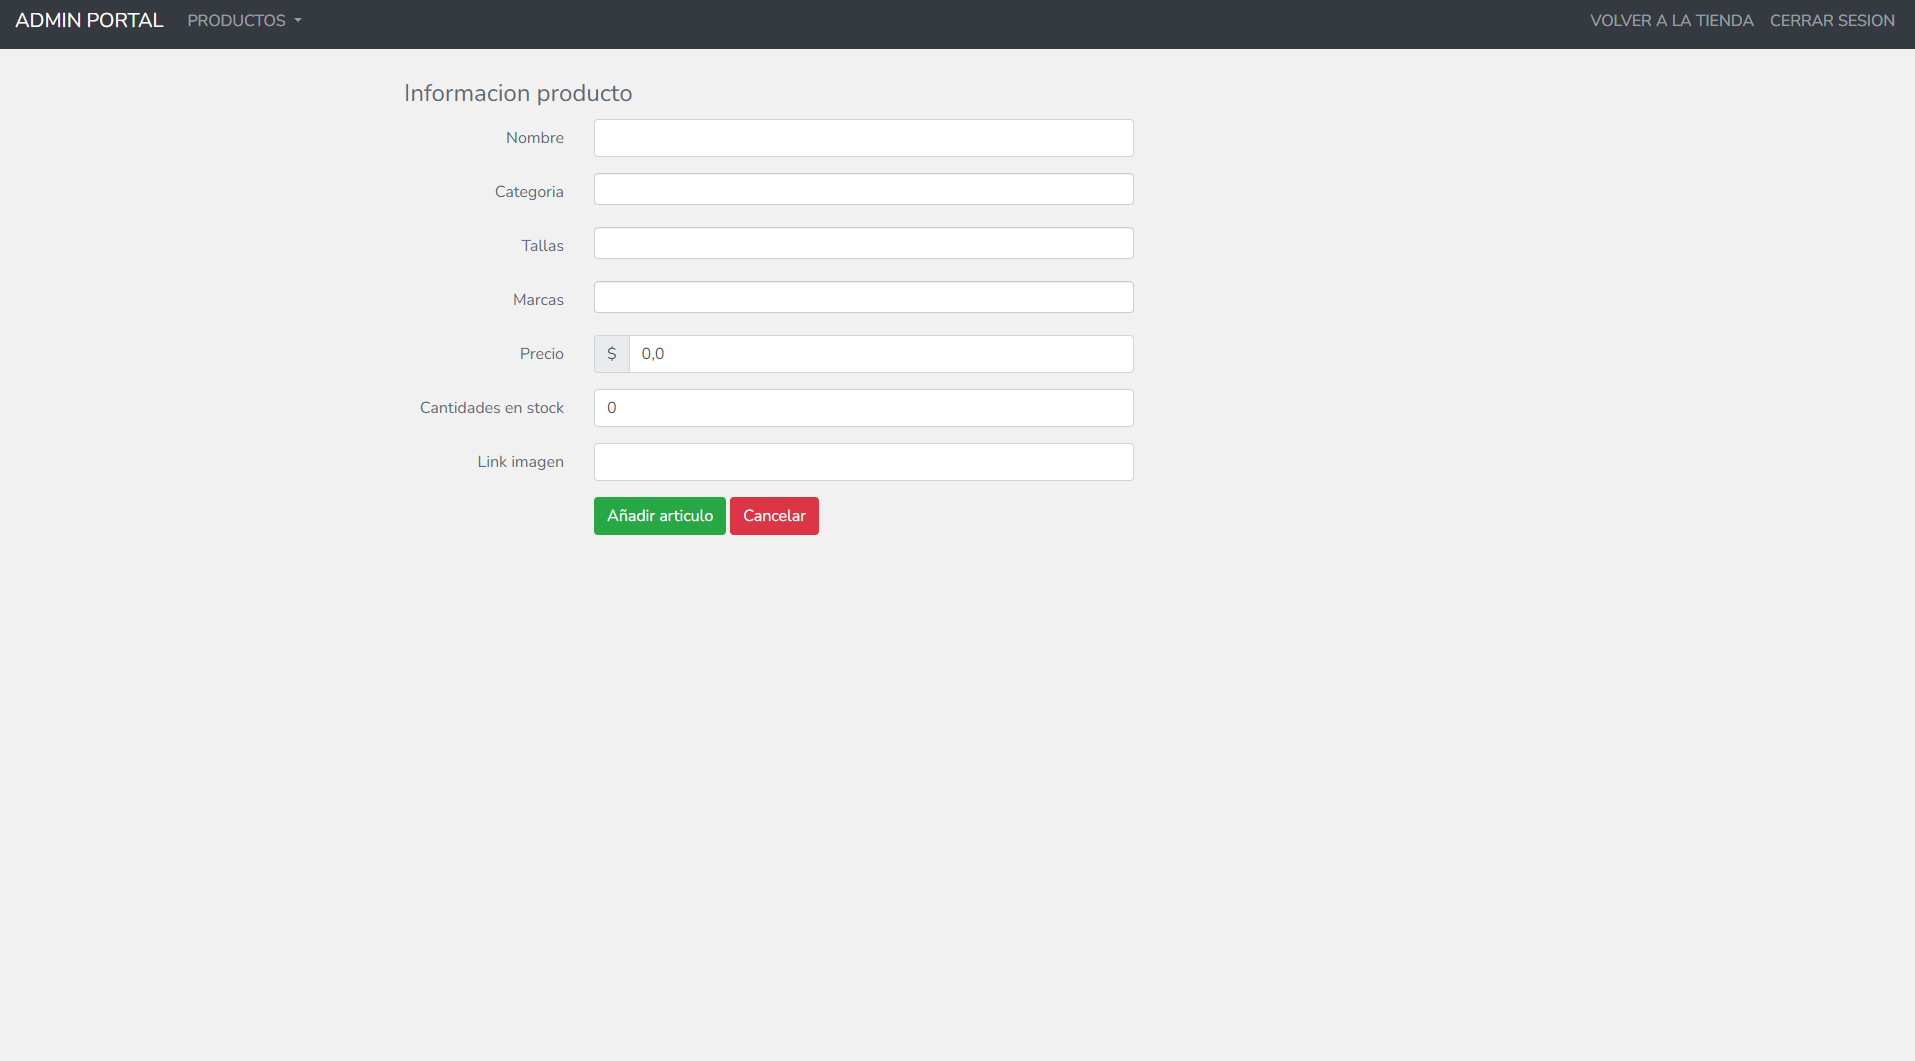 ADMIN PORTAL PRODUCTOS VOLVER A LA TIENDA CERRAR SESION
Informacion producto
Nombre
Categoria
Tallas
Marcas
Precio $ 0,0
Cantidades en stock 0
Link imagen
Añadir articulo Cancelar